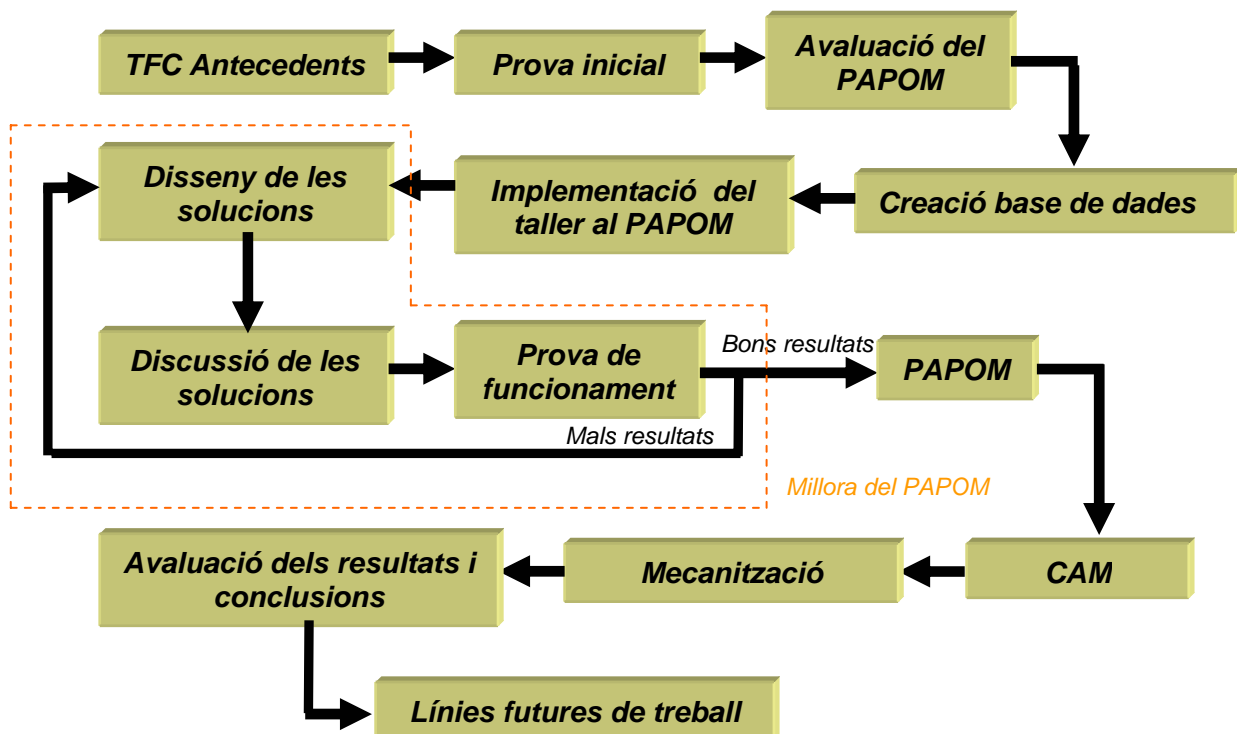 TFC Antecedents
Prova inicial
Avaluació del
PAPOM
Disseny de les
solucions
Implementació del
taller al PAPOM
Creació base de dades
Discussió de les
solucions
Prova de
funcionament
Bons resultats
PAPOM
Mals resultats
Millora del PAPOM
Avaluació dels resultats i
conclusions
Mecanització
CAM
Línies futures de treball